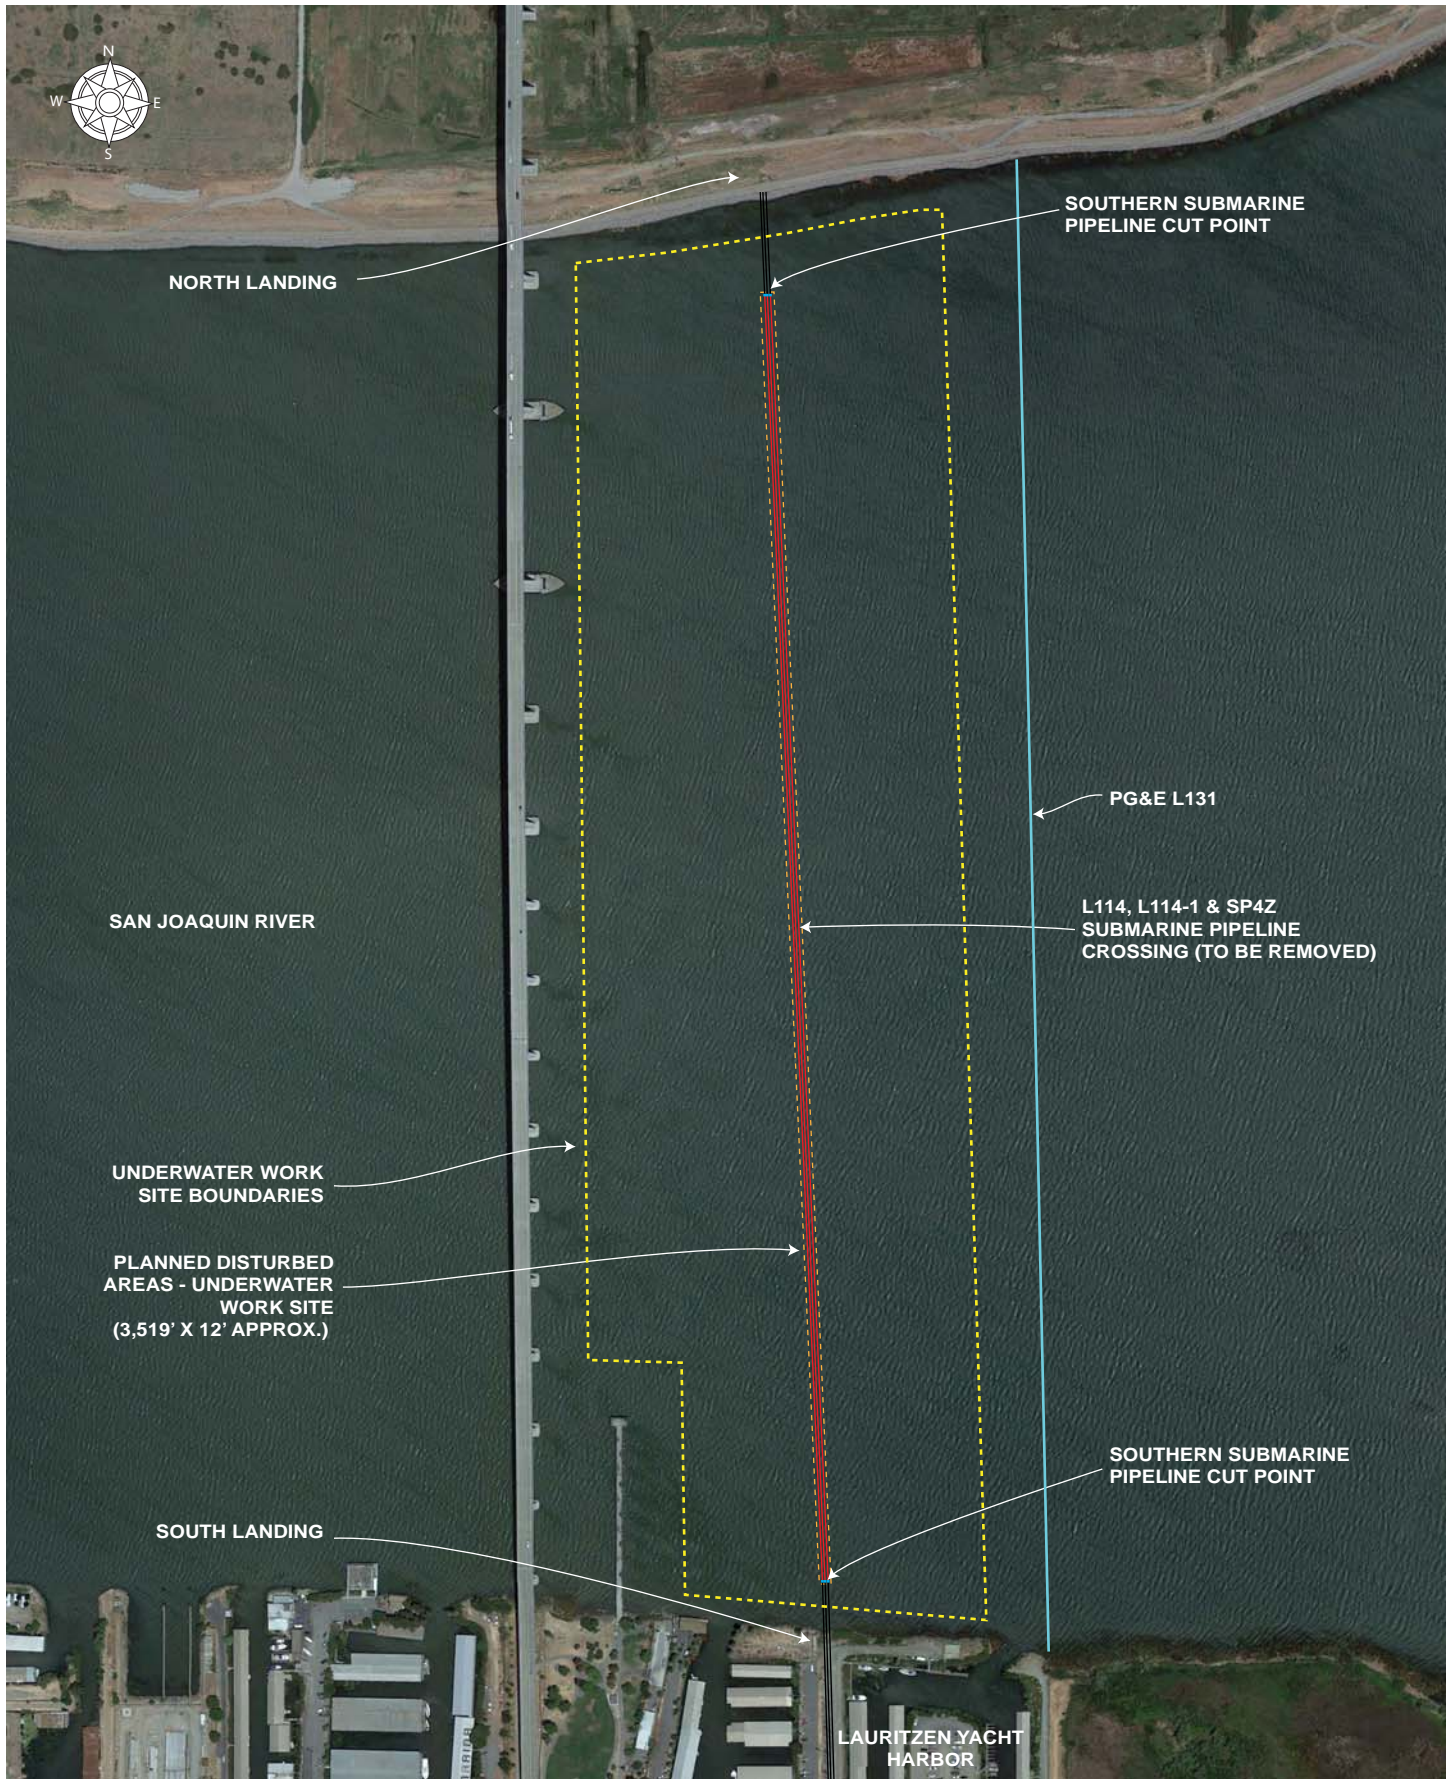 N
W E
S
SOUTHERN SUBMARINE
PIPELINE CUT POINT
NORTH LANDING
PG&E L131
L114, L114-1 & SP4Z
SUBMARINE PIPELINE
CROSSING (TO BE REMOVED)
SAN JOAQUIN RIVER
UNDERWATER WORK
SITE BOUNDARIES
PLANNED DISTURBED
AREAS - UNDERWATER
WORK SITE
(3,519’ X 12’ APPROX.)
SOUTHERN SUBMARINE
PIPELINE CUT POINT
SOUTH LANDING
LAURITZEN YACHT
HARBOR